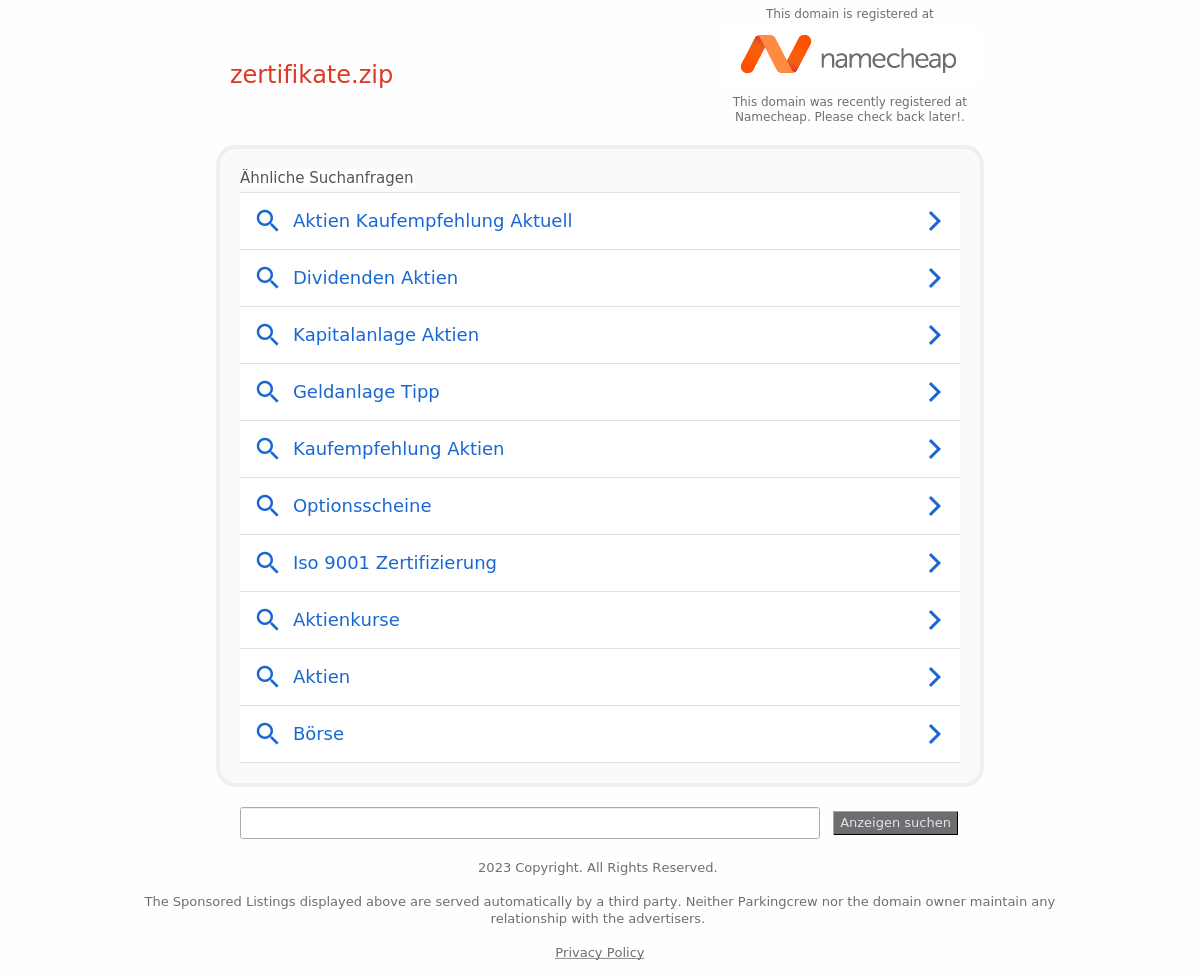 This domain is registered at
namecheap
zertifikate.zip
This domain was recently registered at
Namecheap. Please check back later!.
Ähnliche Suchanfragen
Aktien Kaufempfehlung Aktuell
Dividenden Aktien
Kapitalanlage Aktien
Geldanlage Tipp
Kaufempfehlung Aktien
Optionsscheine
Iso 9001 Zertifizierung
Aktienkurse
Aktien
Börse
Anzeigen suchen
2023 Copyright. All Rights Reserved.
The Sponsored Listings displayed above are served automatically by a third party. Neither Parkingcrew nor the domain owner maintain any
relationship with the advertisers.
Privacy Policy